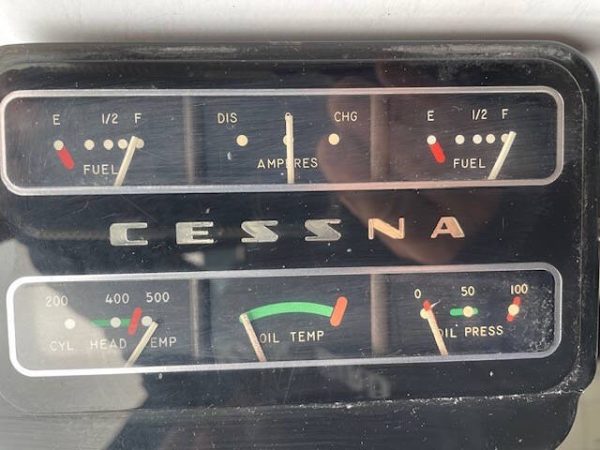 E 1/2 F DIS 0 CHG E 1/2 F
FUEL AMPERES FUEL
CESSNA
200 400 500 0 50 100
CYL HEAD TEMP OIL TEMP OIL PRESS